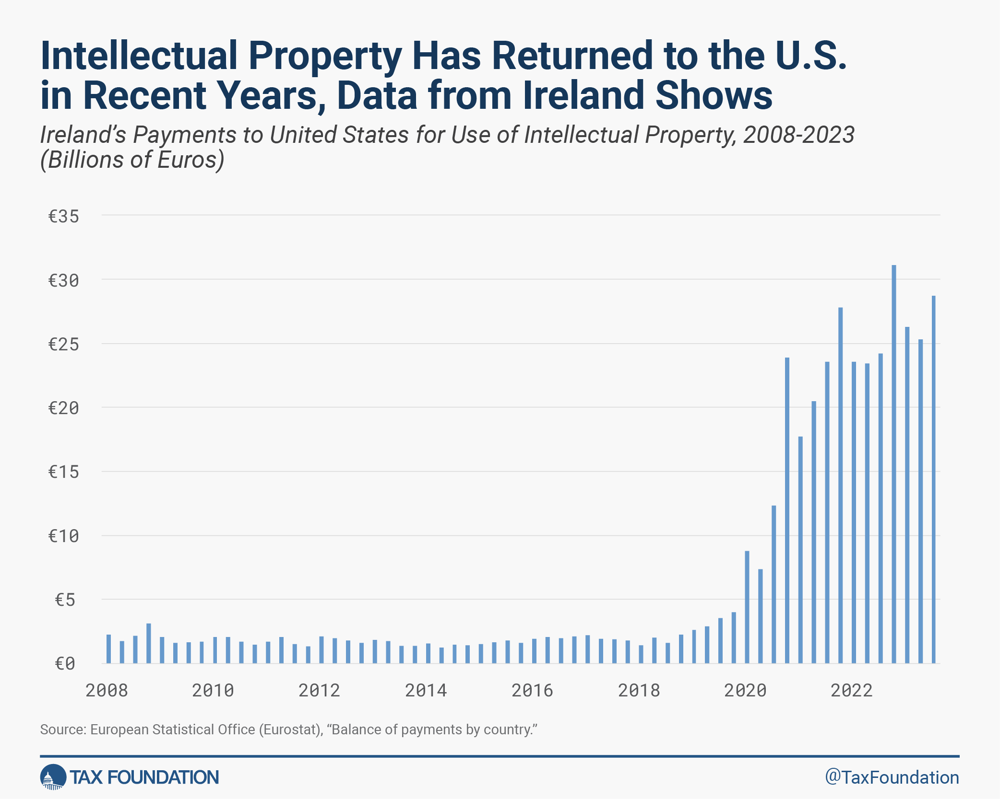 Intellectual Property Has Returned to the U.S.
in Recent Years, Data from Ireland Shows
Ireland’s Payments to United States for Use of Intellectual Property, 2008-2023
(Billions of Euros)
€35
€30
€25
€20
€15
€10
€5
€0
2008 2010 2012 2014 2016 2018 2020 2022
Source: European Statistical Office (Eurostat), “Balance of payments by country.”
TAX FOUNDATION
@TaxFoundation